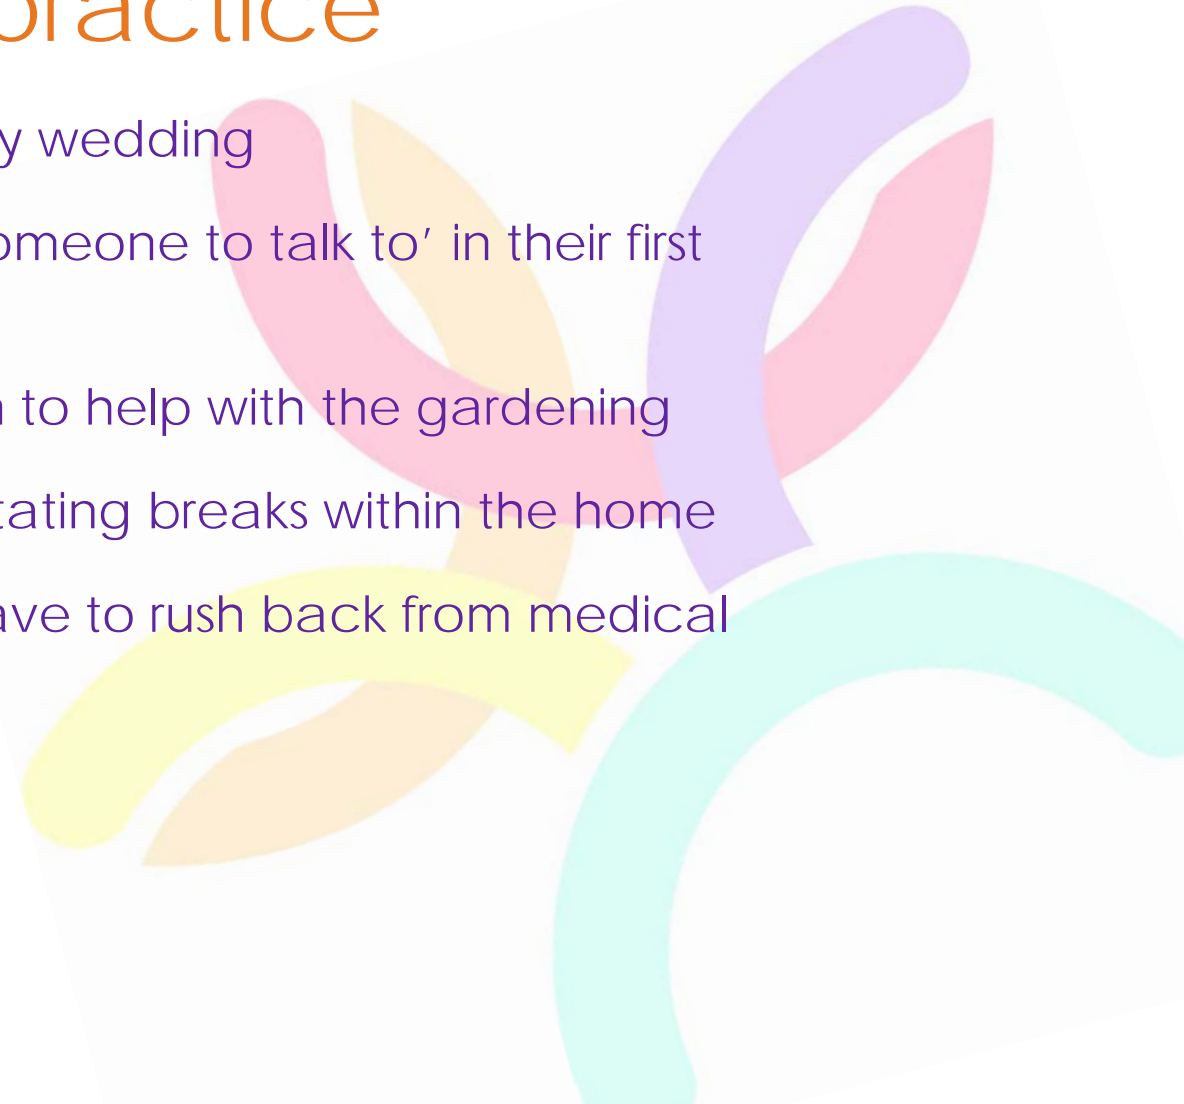 practice
y wedding
omeone to talk to’ in their first
to help with the gardening
tating breaks within the home
ave to rush back from medical